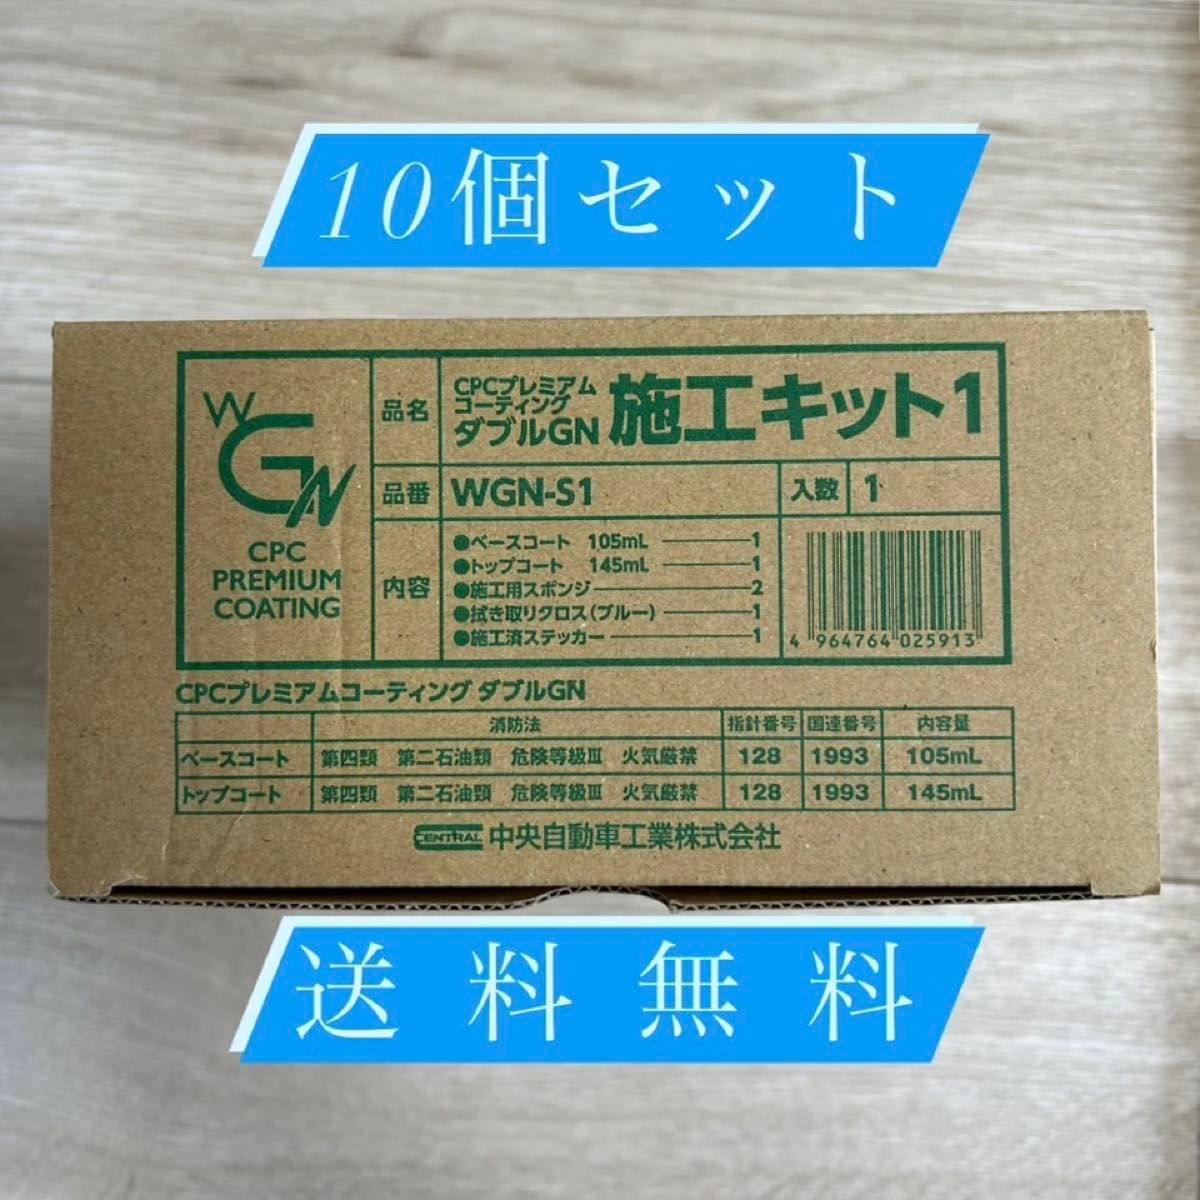 10個セット
WGN
CPC
PREMIUM
COATING
品名
CPCプレミアム
コーティング
ダブルGN
施工キット1
品番
WGN-S1
入数
1
内容
●ベースコート 105mL 1
●トップコート 145mL 1
●施工用スポンジ 2
●拭き取りクロス(ブルー) 1
●施工済ステッカー 1
4 964764 025913
CPCプレミアムコーティング ダブルGN
消防法 指針番号 国連番号 内容量
ベースコート 第四類 第二石油類 危険等級Ⅲ 火気厳禁 128 1993 105mL
トップコート 第四類 第二石油類 危険等級Ⅲ 火気厳禁 128 1993 145mL
CENTRAL 中央自動車工業株式会社
送料無料